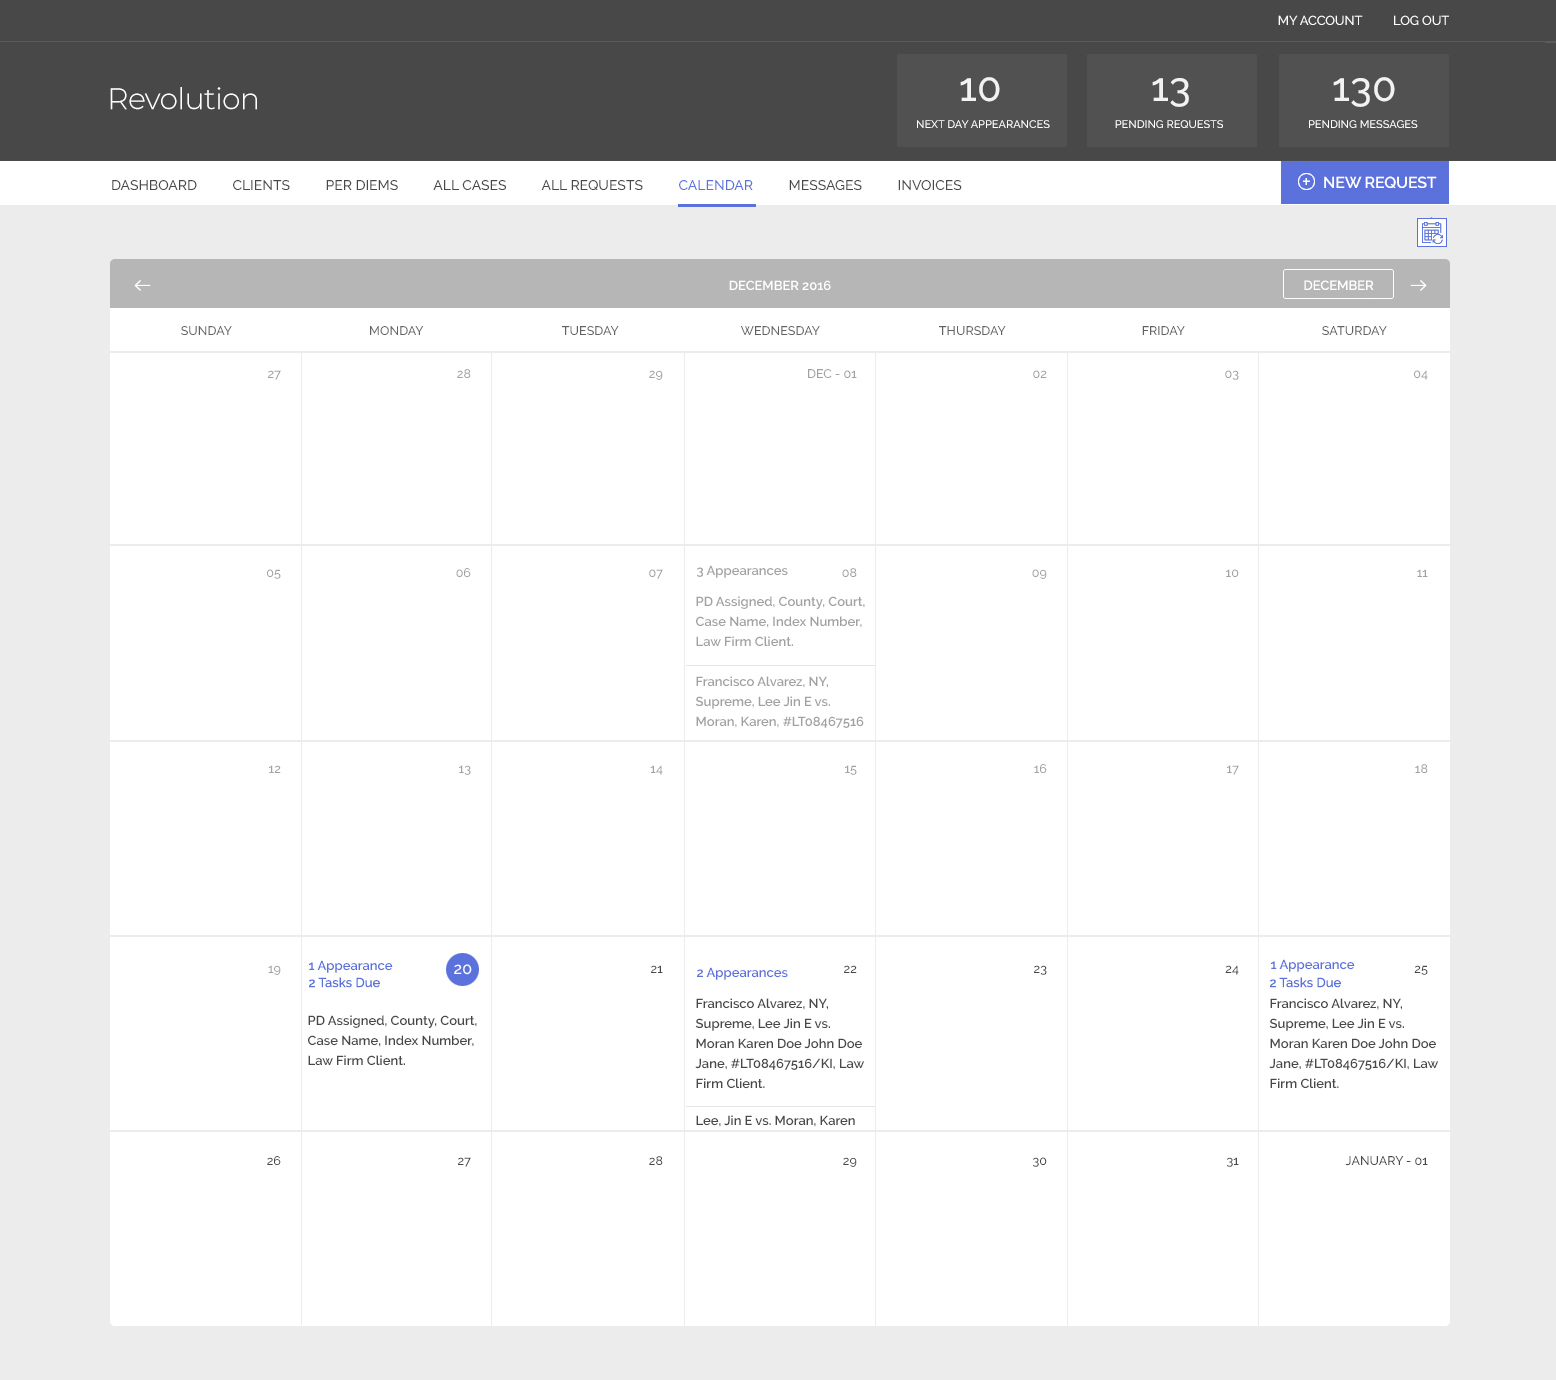 MY ACCOUNT LOG OUT
Revolution
10 13 130
NEXT DAY APPEARANCES PENDING REQUESTS PENDING MESSAGES
DASHBOARD CLIENTS PER DIEMS ALL CASES ALL REQUESTS CALENDAR MESSAGES INVOICES NEW REQUEST
DECEMBER 2016 DECEMBER
SUNDAY MONDAY TUESDAY WEDNESDAY THURSDAY FRIDAY SATURDAY
27 28 29 DEC - 01 02 03 04
05 06 07
3 Appearances 08
PD Assigned, County, Court,
Case Name, Index Number,
Law Firm Client.
Francisco Alvarez, NY,
Supreme, Lee Jin E vs.
Moran, Karen, #LT08467516
09 10 11
12 13 14 15 16 17 18
19
1 Appearance 20
2 Tasks Due
PD Assigned, County, Court,
Case Name, Index Number,
Law Firm Client.
21
2 Appearances 22
Francisco Alvarez, NY,
Supreme, Lee Jin E vs.
Moran Karen Doe John Doe
Jane, #LT08467516/KI, Law
Firm Client.
Lee, Jin E vs. Moran, Karen
23 24
1 Appearance 25
2 Tasks Due
Francisco Alvarez, NY,
Supreme, Lee Jin E vs.
Moran Karen Doe John Doe
Jane, #LT08467516/KI, Law
Firm Client.
26 27 28 29 30 31 JANUARY - 01